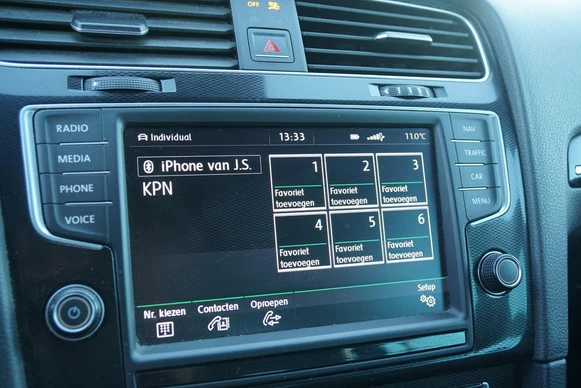 OFF
RADIO
MEDIA
PHONE
VOICE
Individual
13:33
11.0°C
iPhone van J.S.
KPN
1
Favoriet
toevoegen
2
Favoriet
toevoegen
3
Favoriet
toevoegen
4
Favoriet
toevoegen
5
Favoriet
toevoegen
6
Favoriet
toevoegen
Nr. kiezen
Contacten
Oproepen
Setup
NAV
TRAFFIC
CAR
MENU